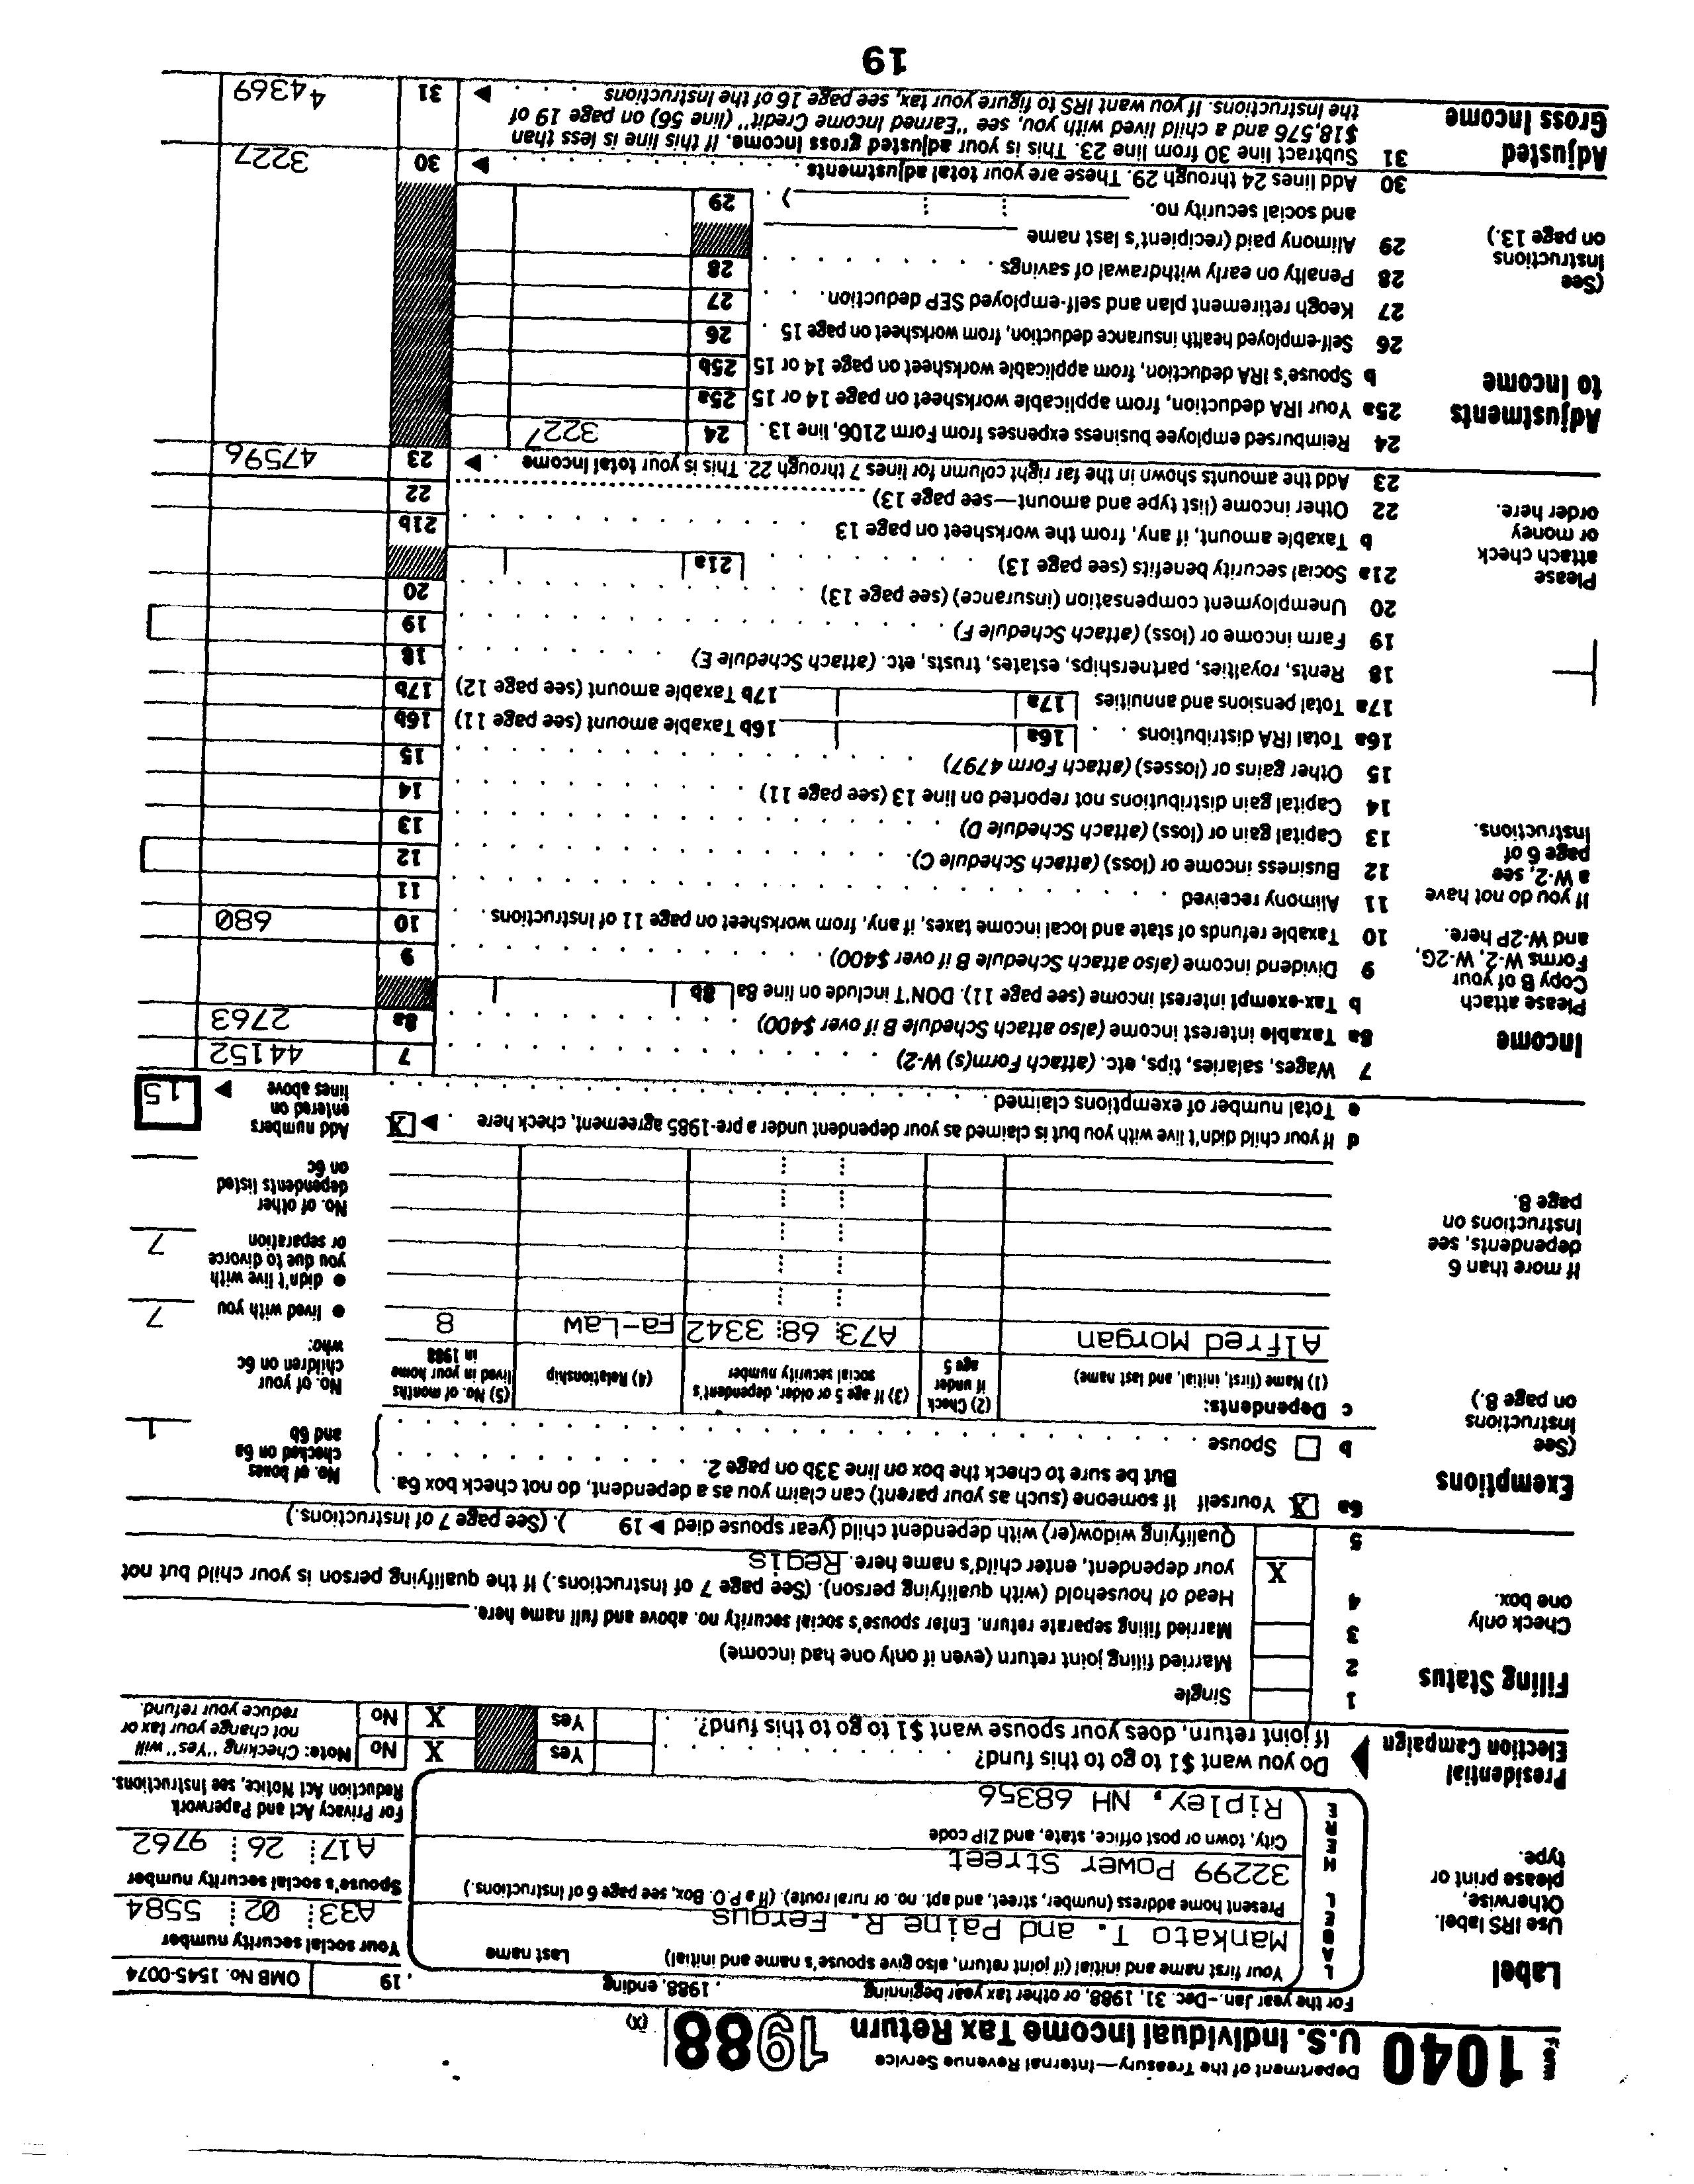 Form 1040 Department of the Treasury—Internal Revenue Service
U.S. Individual Income Tax Return 1988 (X)
For the year Jan.–Dec. 31, 1988, or other tax year beginning , 1988, ending , 19 OMB No. 1545-0074
Label
Use IRS label.
Otherwise,
please print or
type.
LABEL HERE
Your first name and initial (if joint return, also give spouse's name and initial) Last name
Mankato T. and Paine R. Fergus
Present home address (number, street, and apt. no. or rural route). (If a P.O. Box, see page 6 of Instructions.)
32299 Power Street
City, town or post office, state, and ZIP code
Ripley, NH 68356
Your social security number
A33 02 5584
Spouse's social security number
A17 26 9762
For Privacy Act and Paperwork
Reduction Act Notice, see Instructions.
Presidential
Election Campaign
Do you want $1 to go to this fund? Yes X No
If joint return, does your spouse want $1 to go to this fund? Yes X No
Note: Checking "Yes" will
not change your tax or
reduce your refund.
Filing Status
Check only
one box.
1 Single
2 Married filing joint return (even if only one had income)
3 Married filing separate return. Enter spouse's social security no. above and full name here.
4 X Head of household (with qualifying person). (See page 7 of Instructions.) If the qualifying person is your child but not
your dependent, enter child's name here. Regis
5 Qualifying widow(er) with dependent child (year spouse died ▶ 19 ). (See page 7 of Instructions.)
Exemptions
(See
Instructions
on page 8.)
If more than 6
dependents, see
Instructions on
page 8.
6a X Yourself If someone (such as your parent) can claim you as a dependent, do not check box 6a.
But be sure to check the box on line 33b on page 2.
b Spouse
No. of boxes
checked on 6a
and 6b 1
c Dependents:
(1) Name (first, initial, and last name)
(2) Check
if under
age 5
(3) If age 5 or older, dependent's
social security number
(4) Relationship
(5) No. of months
lived in your home
in 1988
Alfred Morgan A73 68 3342 Fa-Law 8
No. of your
children on 6c
who:
● lived with you 7
● didn't live with
you due to divorce
or separation 7
No. of other
dependents listed
on 6c
d If your child didn't live with you but is claimed as your dependent under a pre-1985 agreement, check here ▶ X
e Total number of exemptions claimed
Add numbers
entered on
lines above ▶ 15
Income
Please attach
Copy B of your
Forms W-2, W-2G,
and W-2P here.
If you do not have
a W-2, see
page 6 of
Instructions.
Please
attach check
or money
order here.
7 Wages, salaries, tips, etc. (attach Form(s) W-2) 7 44152
8a Taxable interest income (also attach Schedule B if over $400) 8a 2763
b Tax-exempt interest income (see page 11). DON'T include on line 8a 8b
9 Dividend income (also attach Schedule B if over $400) 9
10 Taxable refunds of state and local income taxes, if any, from worksheet on page 11 of Instructions 10 680
11 Alimony received 11
12 Business income or (loss) (attach Schedule C) 12
13 Capital gain or (loss) (attach Schedule D) 13
14 Capital gain distributions not reported on line 13 (see page 11) 14
15 Other gains or (losses) (attach Form 4797) 15
16a Total IRA distributions 16a 16b Taxable amount (see page 11) 16b
17a Total pensions and annuities 17a 17b Taxable amount (see page 12) 17b
18 Rents, royalties, partnerships, estates, trusts, etc. (attach Schedule E) 18
19 Farm income or (loss) (attach Schedule F) 19
20 Unemployment compensation (insurance) (see page 13) 20
21a Social security benefits (see page 13) 21a
b Taxable amount, if any, from the worksheet on page 13 21b
22 Other income (list type and amount—see page 13) 22
23 Add the amounts shown in the far right column for lines 7 through 22. This is your total income ▶ 23 47596
Adjustments
to Income
(See
Instructions
on page 13.)
24 Reimbursed employee business expenses from Form 2106, line 13. 24 3227
25a Your IRA deduction, from applicable worksheet on page 14 or 15 25a
b Spouse's IRA deduction, from applicable worksheet on page 14 or 15 25b
26 Self-employed health insurance deduction, from worksheet on page 15 26
27 Keogh retirement plan and self-employed SEP deduction 27
28 Penalty on early withdrawal of savings 28
29 Alimony paid (recipient's last name
and social security no. ) 29
30 Add lines 24 through 29. These are your total adjustments ▶ 30 3227
Adjusted
Gross Income
31 Subtract line 30 from line 23. This is your adjusted gross income. If this line is less than
$18,576 and a child lived with you, see "Earned Income Credit" (line 56) on page 19 of
the Instructions. If you want IRS to figure your tax, see page 16 of the Instructions ▶ 31 44369
19